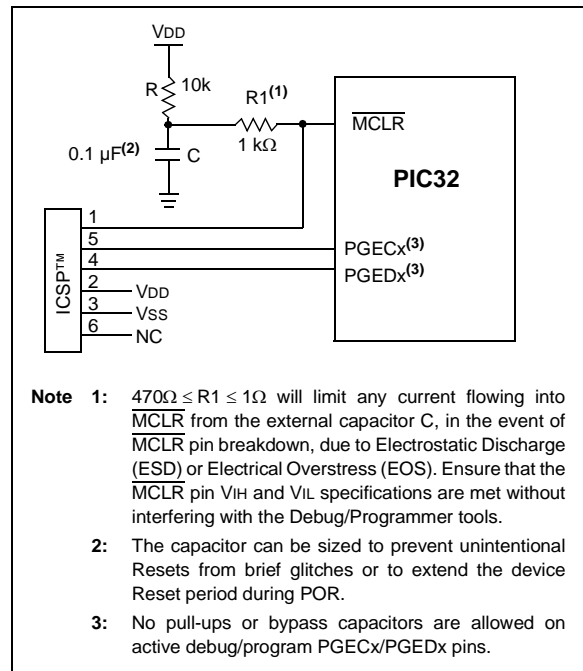 VDD
R 10k
R1(1)
1 kΩ
0.1 µF(2)
C
MCLR
PIC32
PGECx(3)
PGEDx(3)
ICSP™
1
5
4
2 VDD
3 VSS
6 NC
Note 1: 470Ω ≤ R1 ≤ 1Ω will limit any current flowing into
MCLR from the external capacitor C, in the event of
MCLR pin breakdown, due to Electrostatic Discharge
(ESD) or Electrical Overstress (EOS). Ensure that the
MCLR pin VIH and VIL specifications are met without
interfering with the Debug/Programmer tools.
2: The capacitor can be sized to prevent unintentional
Resets from brief glitches or to extend the device
Reset period during POR.
3: No pull-ups or bypass capacitors are allowed on
active debug/program PGECx/PGEDx pins.